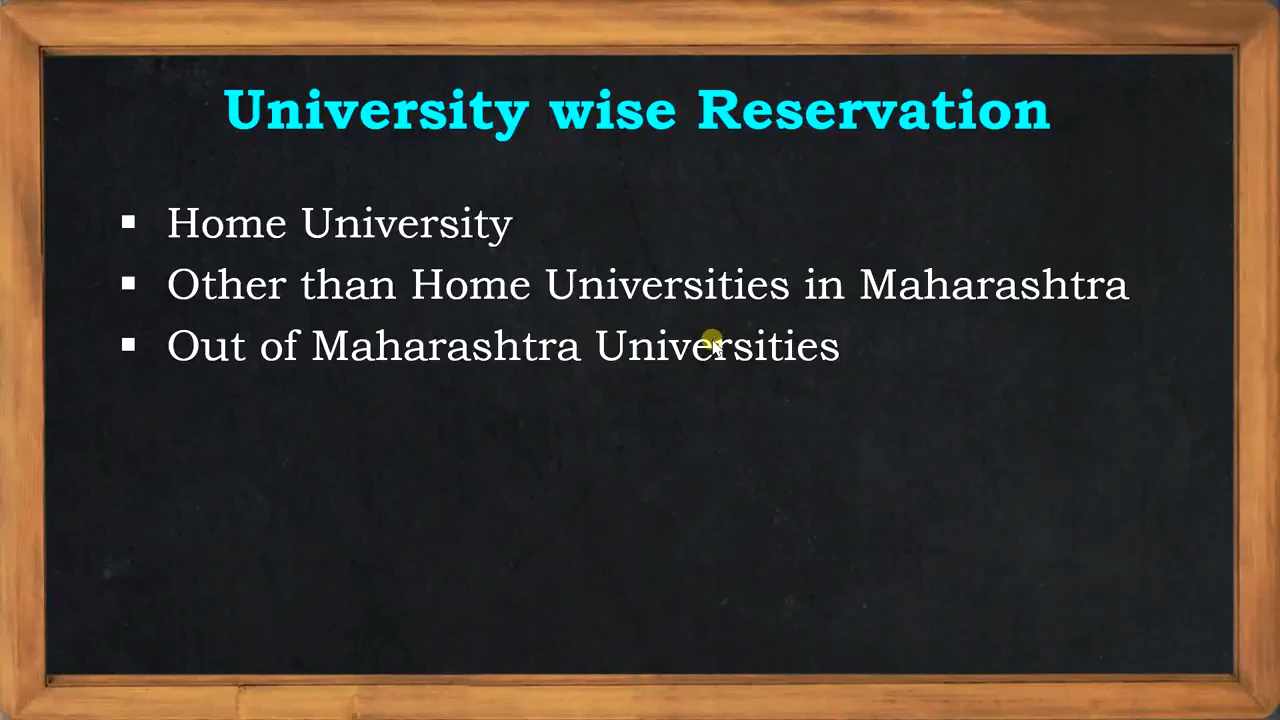 University wise Reservation
▪ Home University
▪ Other than Home Universities in Maharashtra
▪ Out of Maharashtra Universities